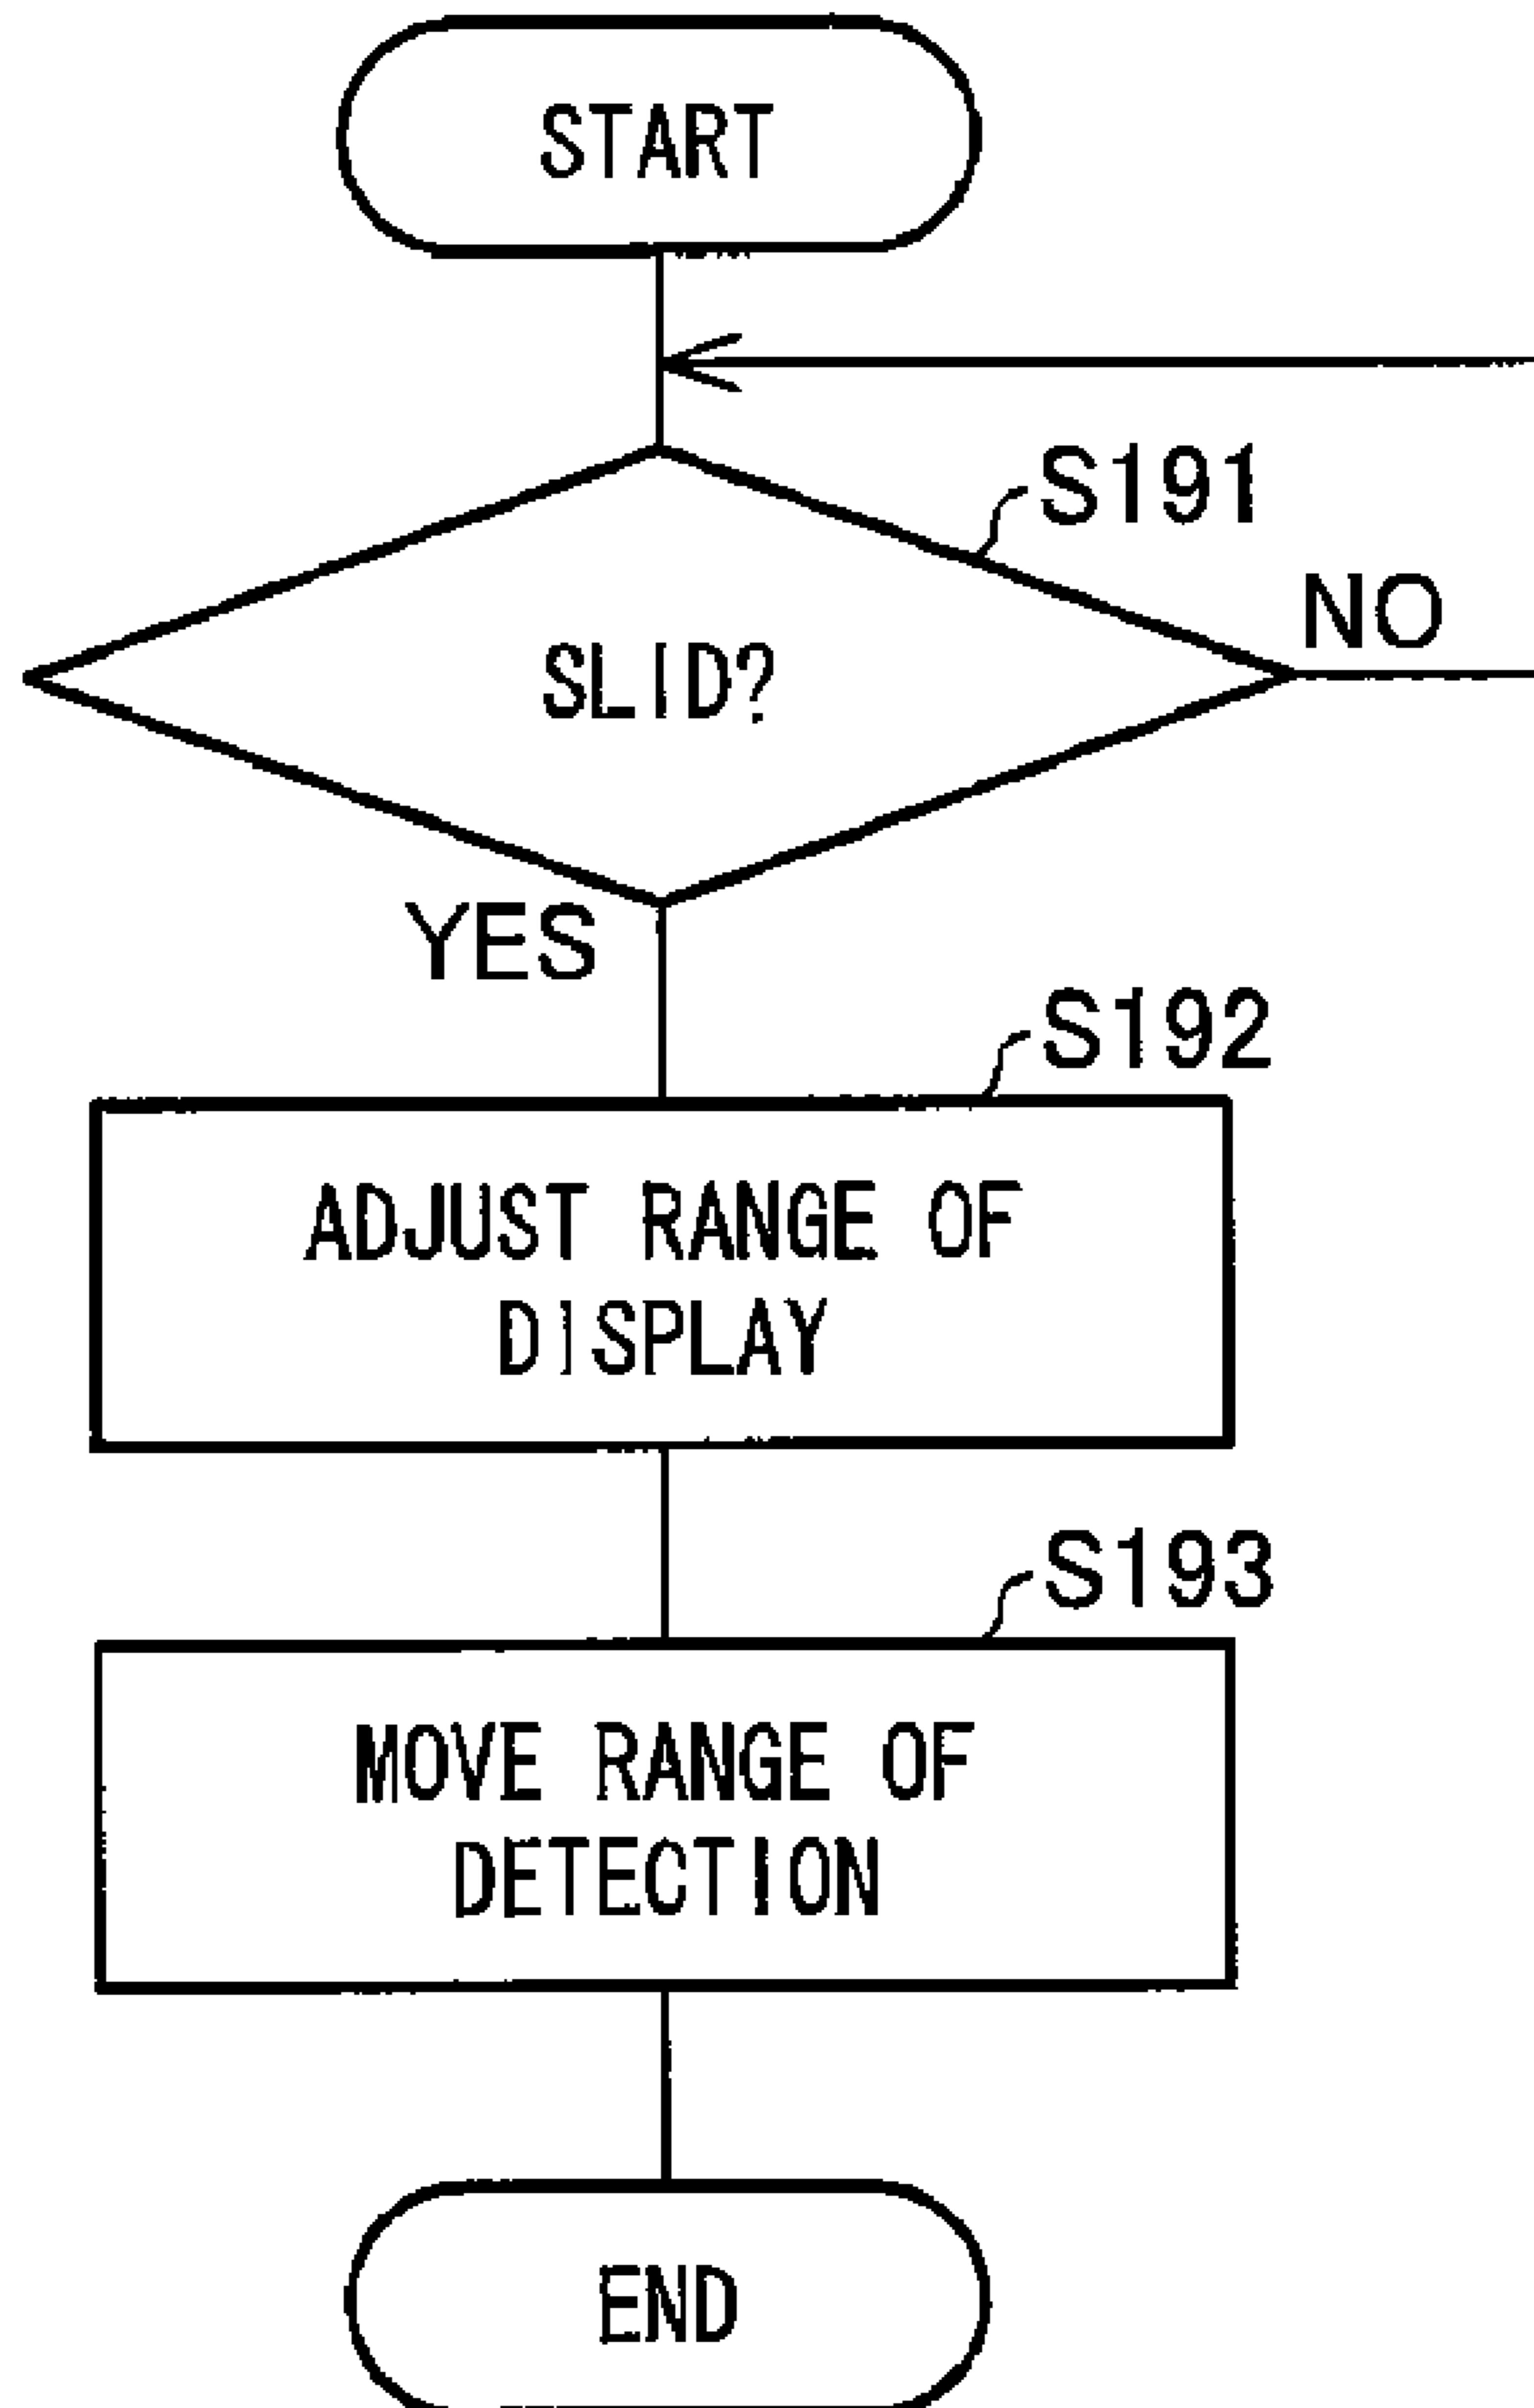 START
S191
NO
SLID?
YES
S192
ADJUST RANGE OF
DISPLAY
S193
MOVE RANGE OF
DETECTION
END